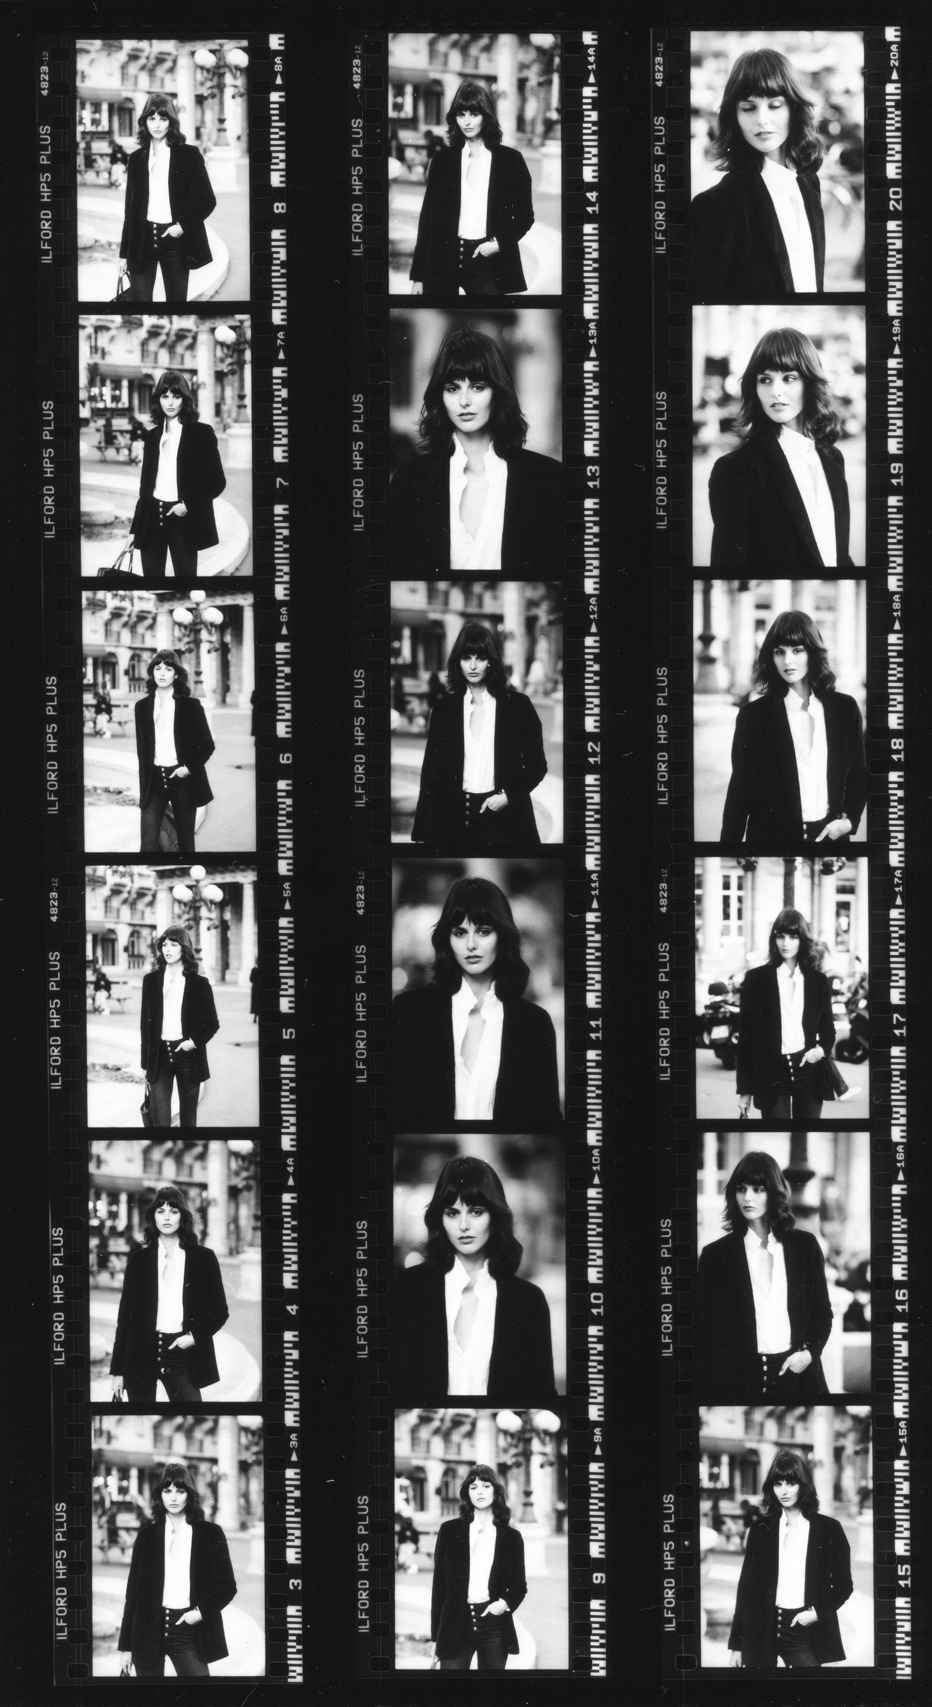 4823-12
ILFORD HP5 PLUS
8 ▶8A
ILFORD HP5 PLUS
7 ▶7A
ILFORD HP5 PLUS
6 ▶6A
4823-12
ILFORD HP5 PLUS
5 ▶5A
ILFORD HP5 PLUS
4 ▶4A
ILFORD HP5 PLUS
3 ▶3A
4823-12
ILFORD HP5 PLUS
14 ▶14A
ILFORD HP5 PLUS
13 ▶13A
ILFORD HP5 PLUS
12 ▶12A
4823-12
ILFORD HP5 PLUS
11 ▶11A
ILFORD HP5 PLUS
10 ▶10A
ILFORD HP5 PLUS
9 ▶9A
4823-12
ILFORD HP5 PLUS
20 ▶20A
ILFORD HP5 PLUS
19 ▶19A
ILFORD HP5 PLUS
18 ▶18A
4823-12
ILFORD HP5 PLUS
17 ▶17A
ILFORD HP5 PLUS
16 ▶16A
ILFORD HP5 PLUS
15 ▶15A